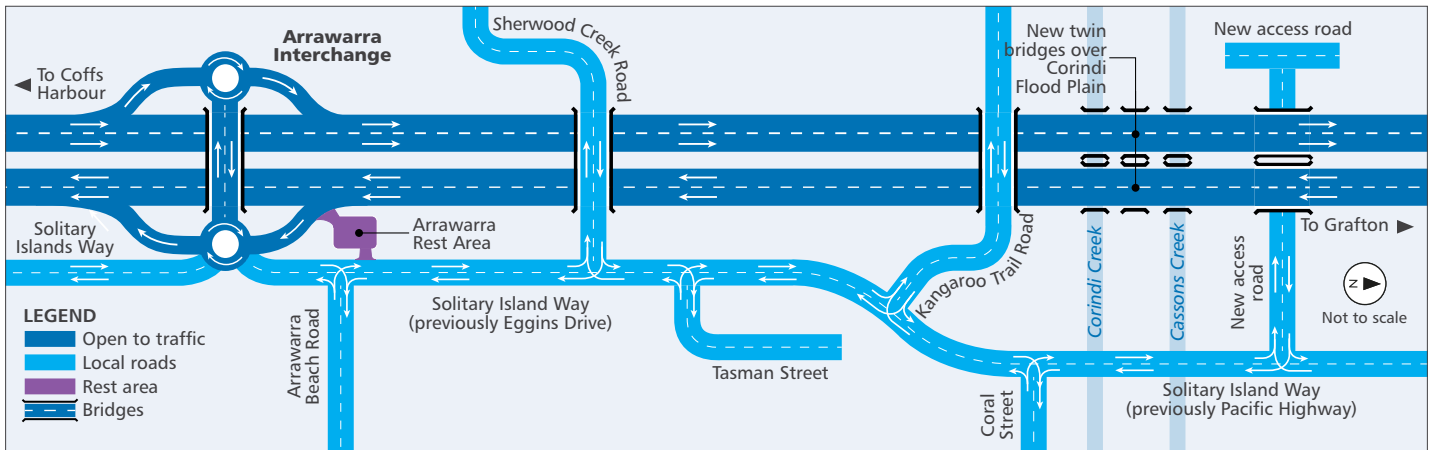 Arrawarra
Interchange
To Coffs
Harbour
Sherwood Creek Road
New twin
bridges over
Corindi
Flood Plain
New access road
Solitary
Islands Way
Arrawarra
Rest Area
To Grafton
Kangaroo Trail Road
Corindi Creek
Cassons Creek
New access
road
N
Not to scale
Solitary Island Way
(previously Eggins Drive)
Arrawarra
Beach Road
Tasman Street
Coral
Street
Solitary Island Way
(previously Pacific Highway)
LEGEND
Open to traffic
Local roads
Rest area
Bridges